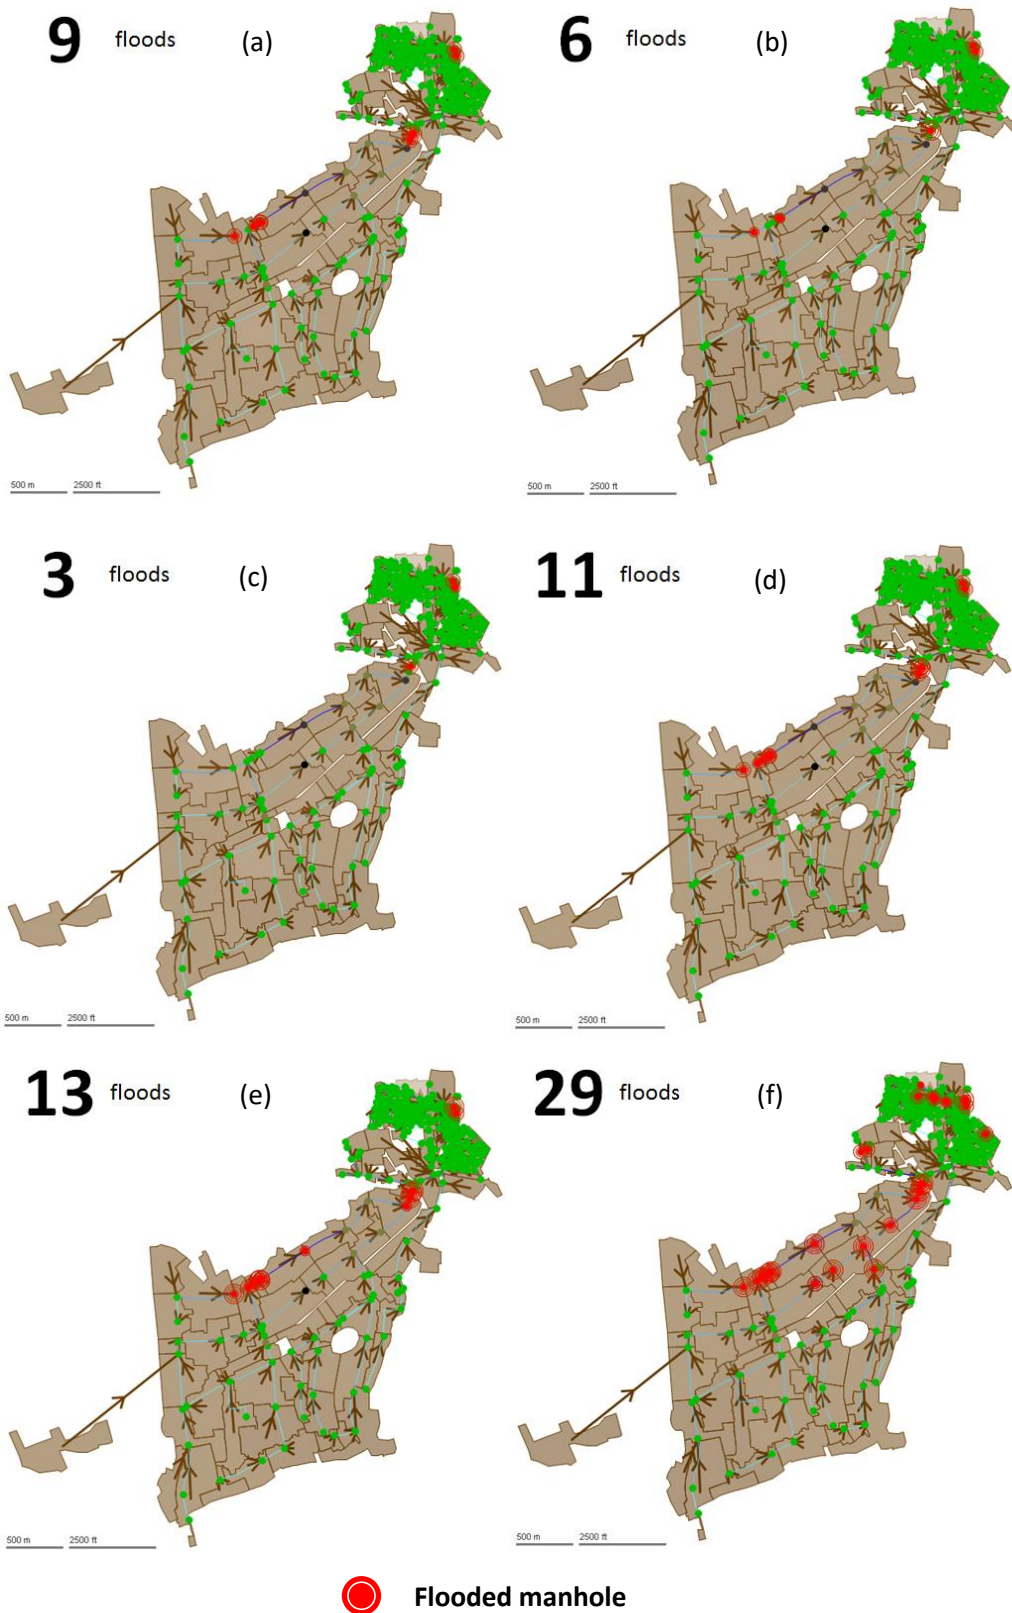 9 floods (a)
6 floods (b)
500 m 2500 ft
500 m 2500 ft
3 floods (c)
11 floods (d)
500 m 2500 ft
500 m 2500 ft
13 floods (e)
29 floods (f)
500 m 2500 ft
500 m 2500 ft
Flooded manhole